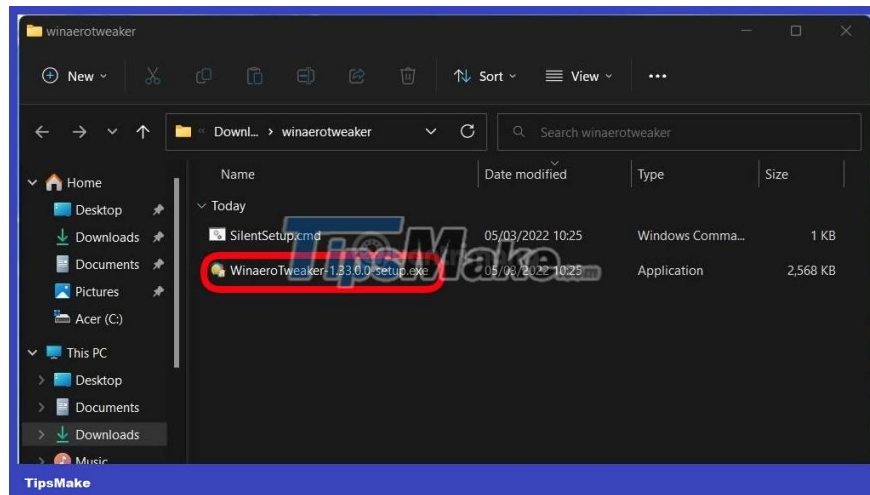 winaerotweaker
New
Sort
View
Downl... > winaerotweaker
Search winaerotweaker
Name Date modified Type Size
Home
Today
Desktop
SilentSetup.cmd 05/03/2022 10:25 Windows Comma... 1 KB
Downloads
WinaeroTweaker-1.33.0.0-setup.exe 05/03/2022 10:25 Application 2,568 KB
Documents
Pictures
Acer (C:)
This PC
Desktop
Documents
Downloads
Music
TipsMake.com
TipsMake